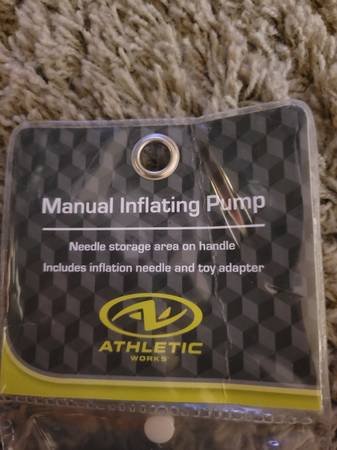 Manual Inflating Pump
Needle storage area on handle
Includes inflation needle and toy adapter
ATHLETIC
WORKS